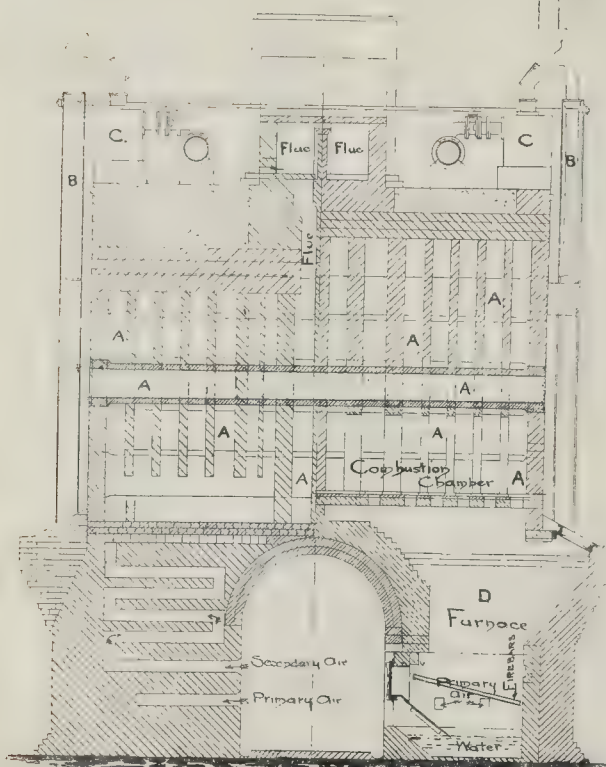 C.
Flue
Flue
C
B
B
Flue
A
A
A
A
A
A
A
A
Combustion
Chamber
A
D
Furnace
FIREBARS
Secondary Air
Primary
air
Primary Air
Water